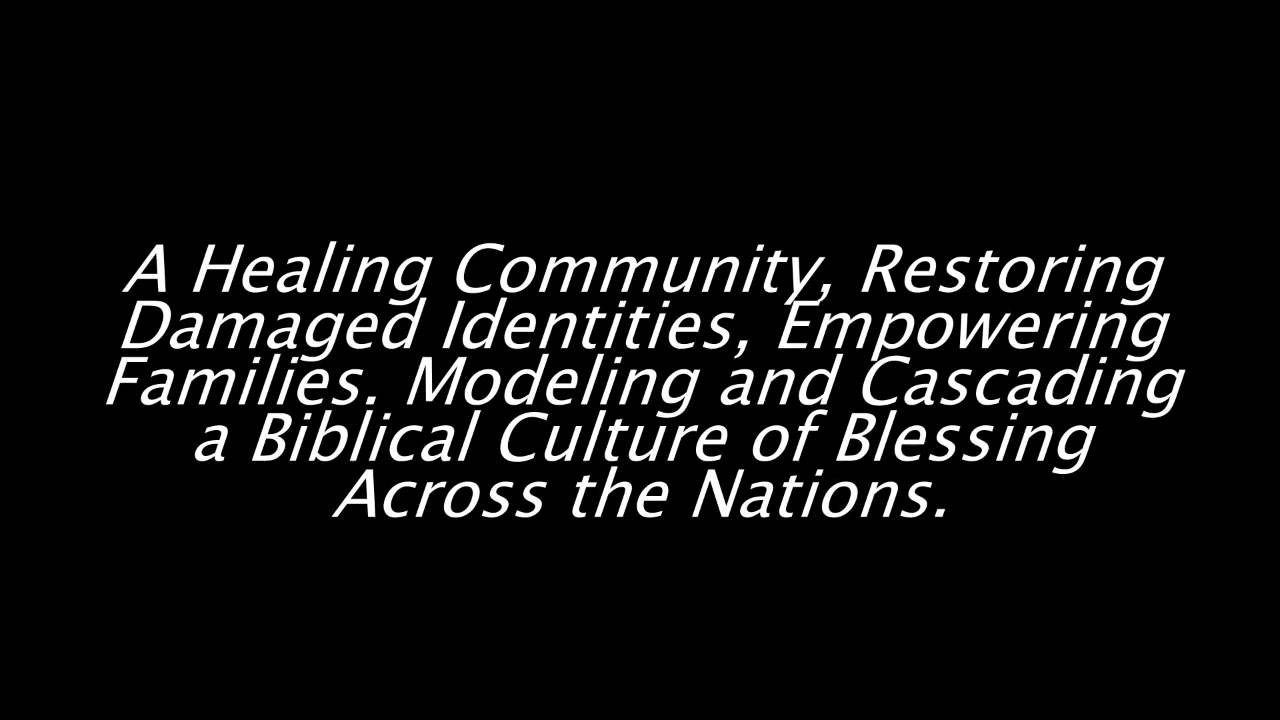 A Healing Community, Restoring
Damaged Identities, Empowering
Families. Modeling and Cascading
a Biblical Culture of Blessing
Across the Nations.